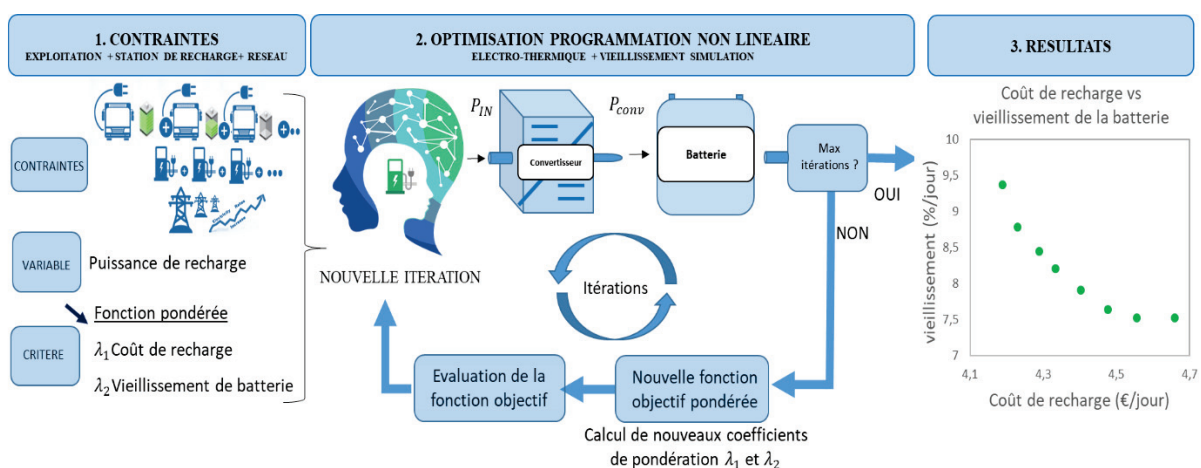 1. CONTRAINTES
EXPLOITATION + STATION DE RECHARGE+ RESEAU
CONTRAINTES
VARIABLE
Puissance de recharge
Fonction pondérée
CRITERE
λ₁ Coût de recharge
λ₂ Vieillissement de batterie
2. OPTIMISATION PROGRAMMATION NON LINEAIRE
ELECTRO-THERMIQUE + VIEILLISSEMENT SIMULATION
P_IN
Convertisseur
P_conv
Batterie
Max
itérations ?
OUI
NON
NOUVELLE ITERATION
Itérations
Evaluation de la
fonction objectif
Nouvelle fonction
objectif pondérée
Calcul de nouveaux coefficients
de pondération λ₁ et λ₂
3. RESULTATS
Coût de recharge vs
vieillissement de la batterie
vieillissement (%/jour)
10
9,5
9
8,5
8
7,5
7
4,1
4,3
4,5
4,7
Coût de recharge (€/jour)